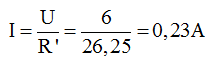 I = U / R' = 6 / 26,25 = 0,23A